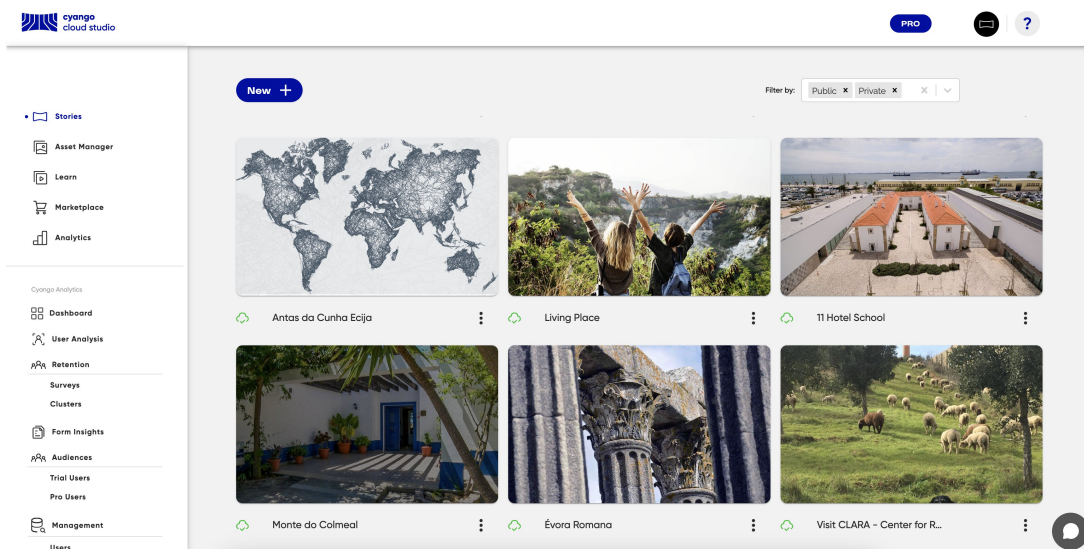 cyango
cloud studio
PRO
?
New +
Filter by:
Public × Private ×
Stories
Asset Manager
Learn
Marketplace
Analytics
Cyango Analytics
Dashboard
User Analysis
Retention
Surveys
Clusters
Form Insights
Audiences
Trial Users
Pro Users
Management
Users
Antas da Cunha Ecija
Living Place
11 Hotel School
Monte do Colmeal
Évora Romana
Visit CLARA - Center for R...